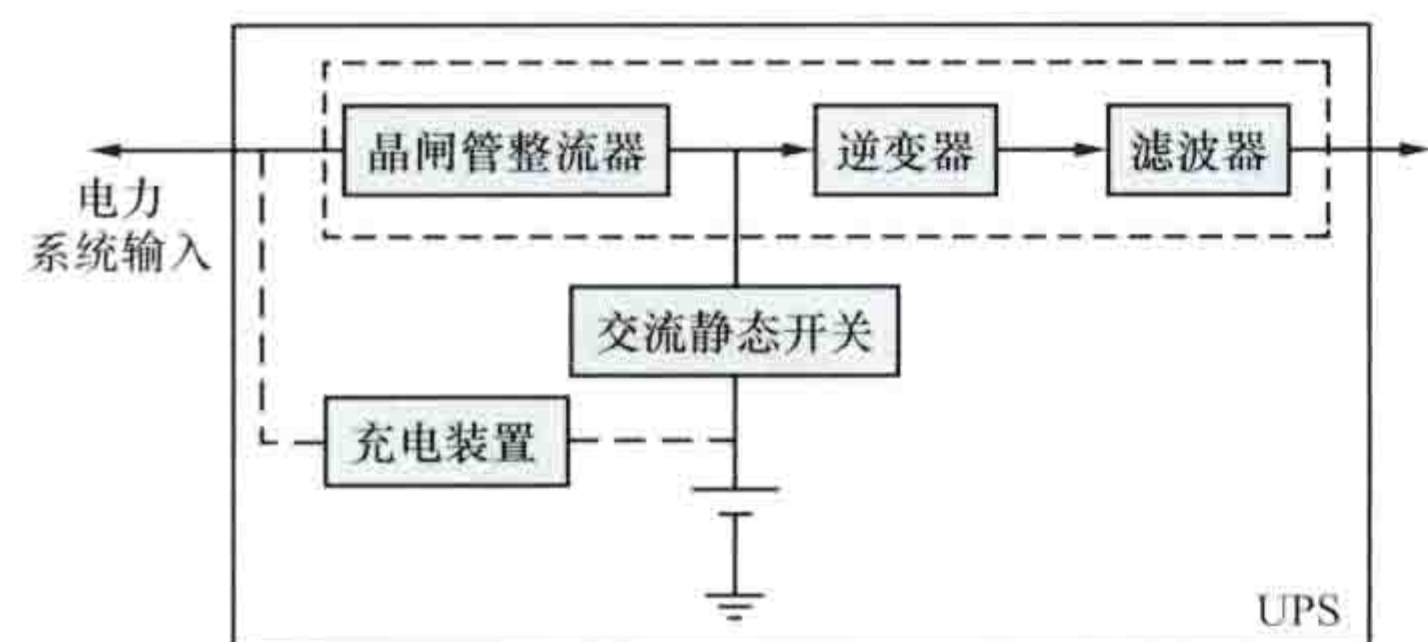 晶闸管整流器
逆变器
滤波器
电力
系统输入
交流静态开关
充电装置
UPS